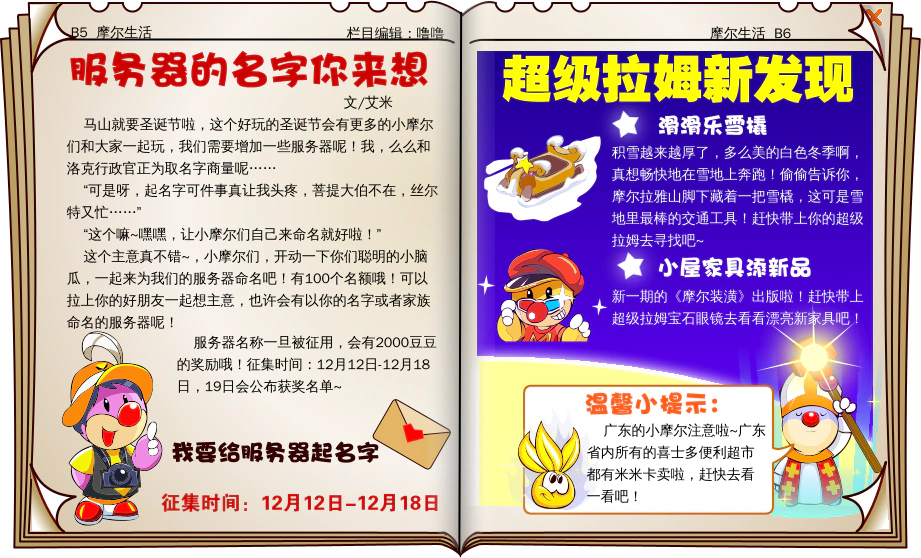 B5 摩尔生活
栏目编辑：噜噜
服务器的名字你来想
文/艾米
马山就要圣诞节啦，这个好玩的圣诞节会有更多的小摩尔
们和大家一起玩，我们需要增加一些服务器呢！我，么么和
洛克行政官正为取名字商量呢……
“可是呀，起名字可件事真让我头疼，菩提大伯不在，丝尔
特又忙……”
“这个嘛~嘿嘿，让小摩尔们自己来命名就好啦！”
这个主意真不错~，小摩尔们，开动一下你们聪明的小脑
瓜，一起来为我们的服务器命名吧！有100个名额哦！可以
拉上你的好朋友一起想主意，也许会有以你的名字或者家族
命名的服务器呢！
服务器名称一旦被征用，会有2000豆豆
的奖励哦！征集时间：12月12日-12月18
日，19日会公布获奖名单~
我要给服务器起名字
征集时间：12月12日-12月18日
摩尔生活 B6
超级拉姆新发现
滑滑乐雪橇
积雪越来越厚了，多么美的白色冬季啊，
真想畅快地在雪地上奔跑！偷偷告诉你，
摩尔拉雅山脚下藏着一把雪橇，这可是雪
地里最棒的交通工具！赶快带上你的超级
拉姆去寻找吧~
小屋家具添新品
新一期的《摩尔装潢》出版啦！赶快带上
超级拉姆宝石眼镜去看看漂亮新家具吧！
温馨小提示：
广东的小摩尔注意啦~广东
省内所有的喜士多便利超市
都有米米卡卖啦，赶快去看
一看吧！